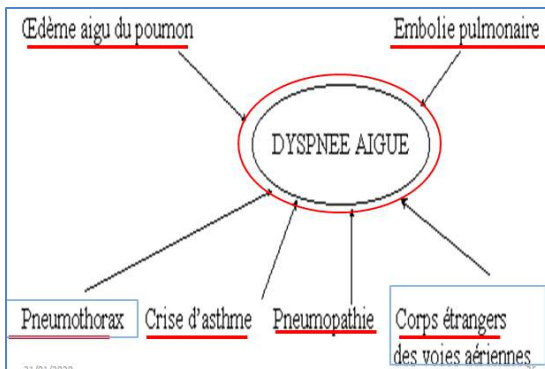 Œdème aigu du poumon
Embolie pulmonaire
DYSPNEE AIGUE
Pneumothorax
Crise d'asthme
Pneumopathie
Corps étrangers
des voies aériennes